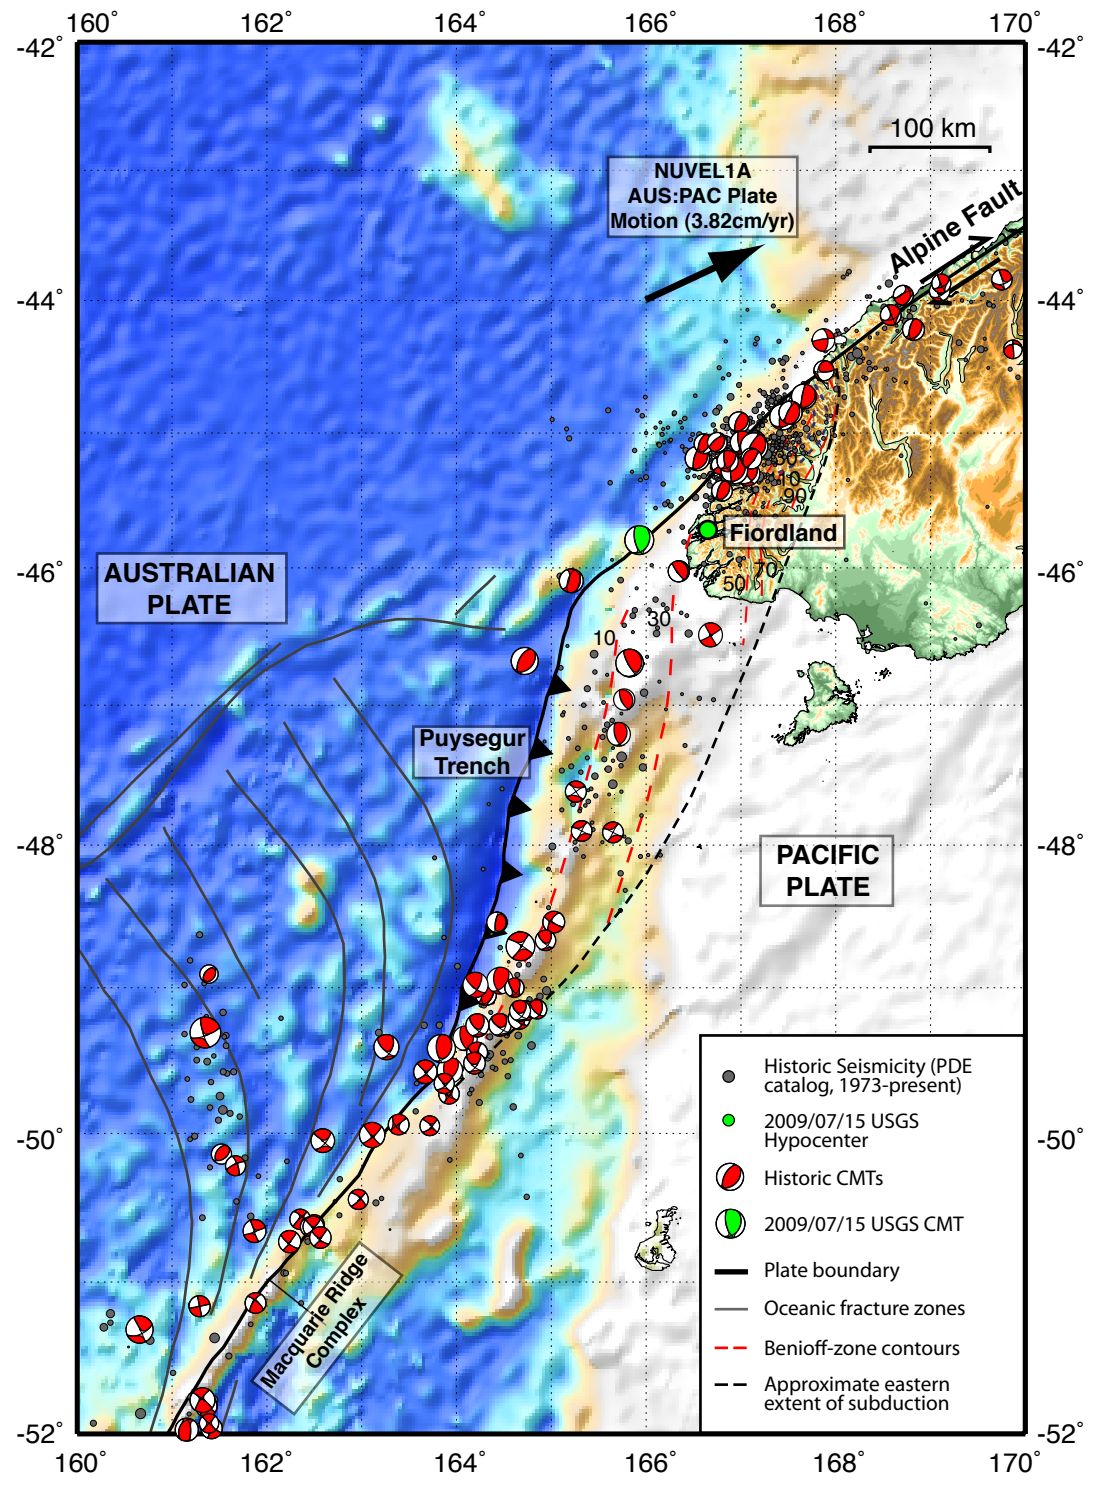 160° 162° 164° 166° 168° 170°
-42° -42°
100 km
NUVEL1A
AUS:PAC Plate
Motion (3.82cm/yr)
Alpine Fault
-44° -44°
10
90
Fiordland
-46° -46°
AUSTRALIAN
PLATE
70
50
30
10
Puysegur
Trench
-48° -48°
PACIFIC
PLATE
Historic Seismicity (PDE
catalog, 1973-present)
2009/07/15 USGS
Hypocenter
-50° -50°
Historic CMTs
2009/07/15 USGS CMT
Plate boundary
Oceanic fracture zones
Benioff-zone contours
Approximate eastern
extent of subduction
Macquarie Ridge
Complex
-52° -52°
160° 162° 164° 166° 168° 170°